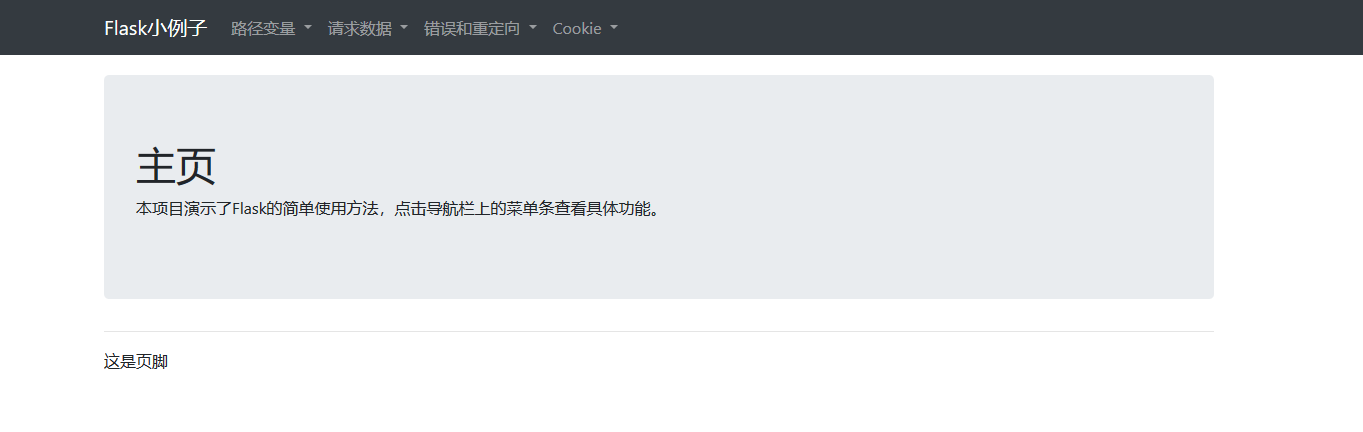 Flask小例子 路径变量 请求数据 错误和重定向 Cookie
主页
本项目演示了Flask的简单使用方法，点击导航栏上的菜单条查看具体功能。
这是页脚